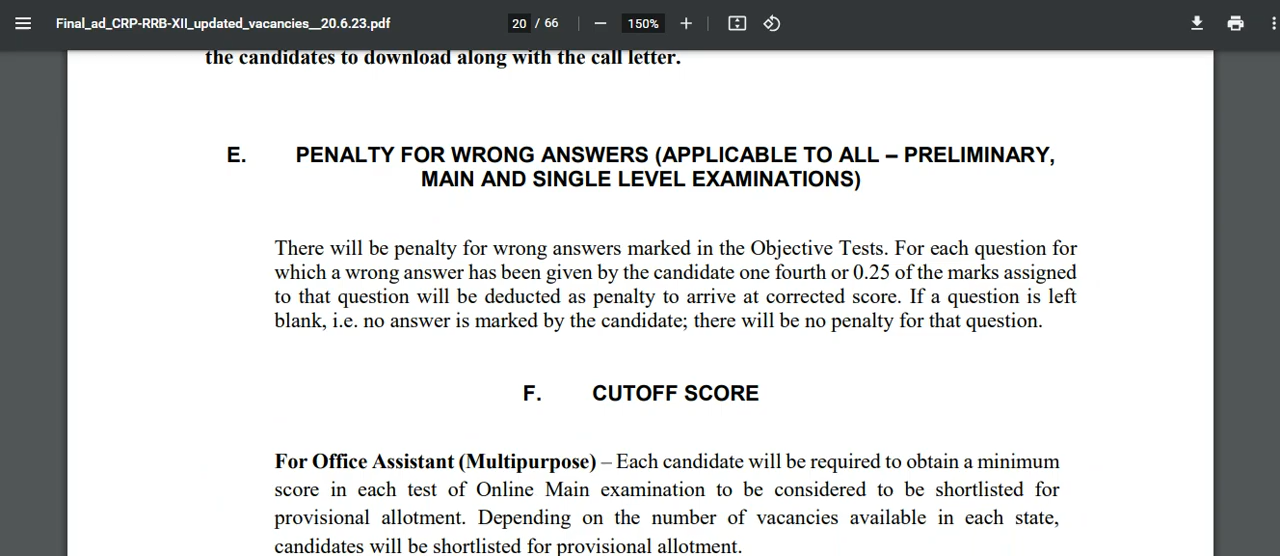 Final_ad_CRP-RRB-XII_updated_vacancies__20.6.23.pdf 20 / 66 150%
the candidates to download along with the call letter.
E. PENALTY FOR WRONG ANSWERS (APPLICABLE TO ALL – PRELIMINARY,
MAIN AND SINGLE LEVEL EXAMINATIONS)
There will be penalty for wrong answers marked in the Objective Tests. For each question for
which a wrong answer has been given by the candidate one fourth or 0.25 of the marks assigned
to that question will be deducted as penalty to arrive at corrected score. If a question is left
blank, i.e. no answer is marked by the candidate; there will be no penalty for that question.
F. CUTOFF SCORE
For Office Assistant (Multipurpose) – Each candidate will be required to obtain a minimum
score in each test of Online Main examination to be considered to be shortlisted for
provisional allotment. Depending on the number of vacancies available in each state,
candidates will be shortlisted for provisional allotment.